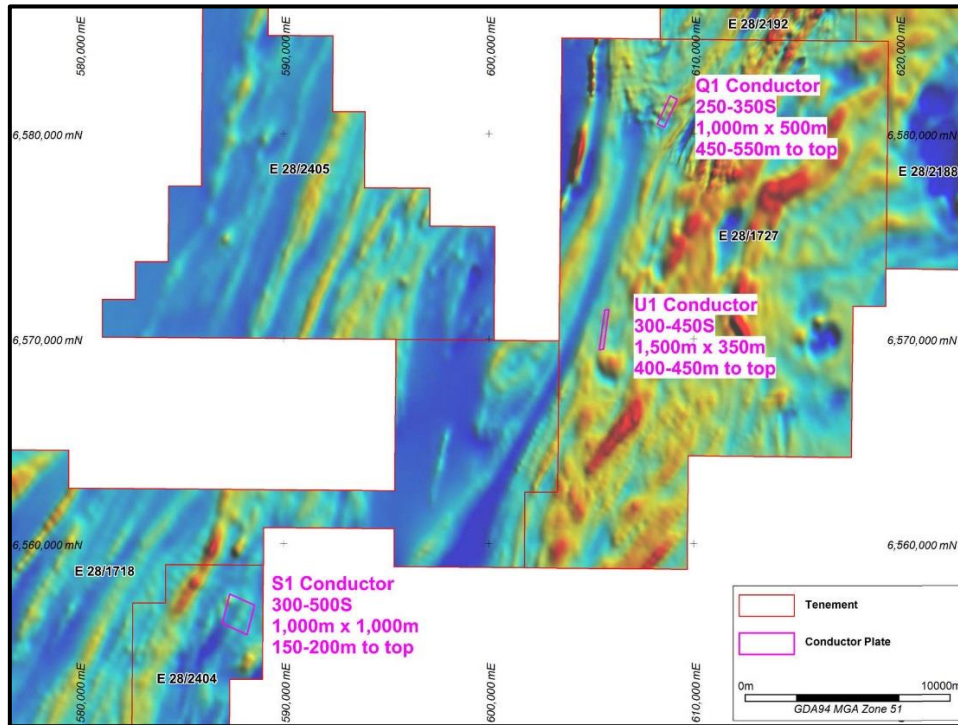 580,000 mE
590,000 mE
600,000 mE
610,000 mE
620,000 mE
E 28/2192
Q1 Conductor
250-350S
1,000m x 500m
450-550m to top
6,580,000 mN
6,580,000 mN
E 28/2405
E 28/2188
E 28/1727
U1 Conductor
300-450S
1,500m x 350m
400-450m to top
6,570,000 mN
6,570,000 mN
6,560,000 mN
6,560,000 mN
E 28/1718
S1 Conductor
300-500S
1,000m x 1,000m
150-200m to top
E 28/2404
580,000 mE
590,000 mE
600,000 mE
610,000 mE
Tenement
Conductor Plate
0m
10000m
GDA94 MGA Zone 51